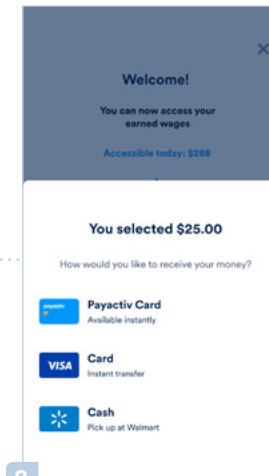 Welcome!
You can now access your
earned wages
Accessible today: $288
You selected $25.00
How would you like to receive your money?
payactiv
Payactiv Card
Available instantly
VISA
Card
Instant transfer
Cash
Pick up at Walmart